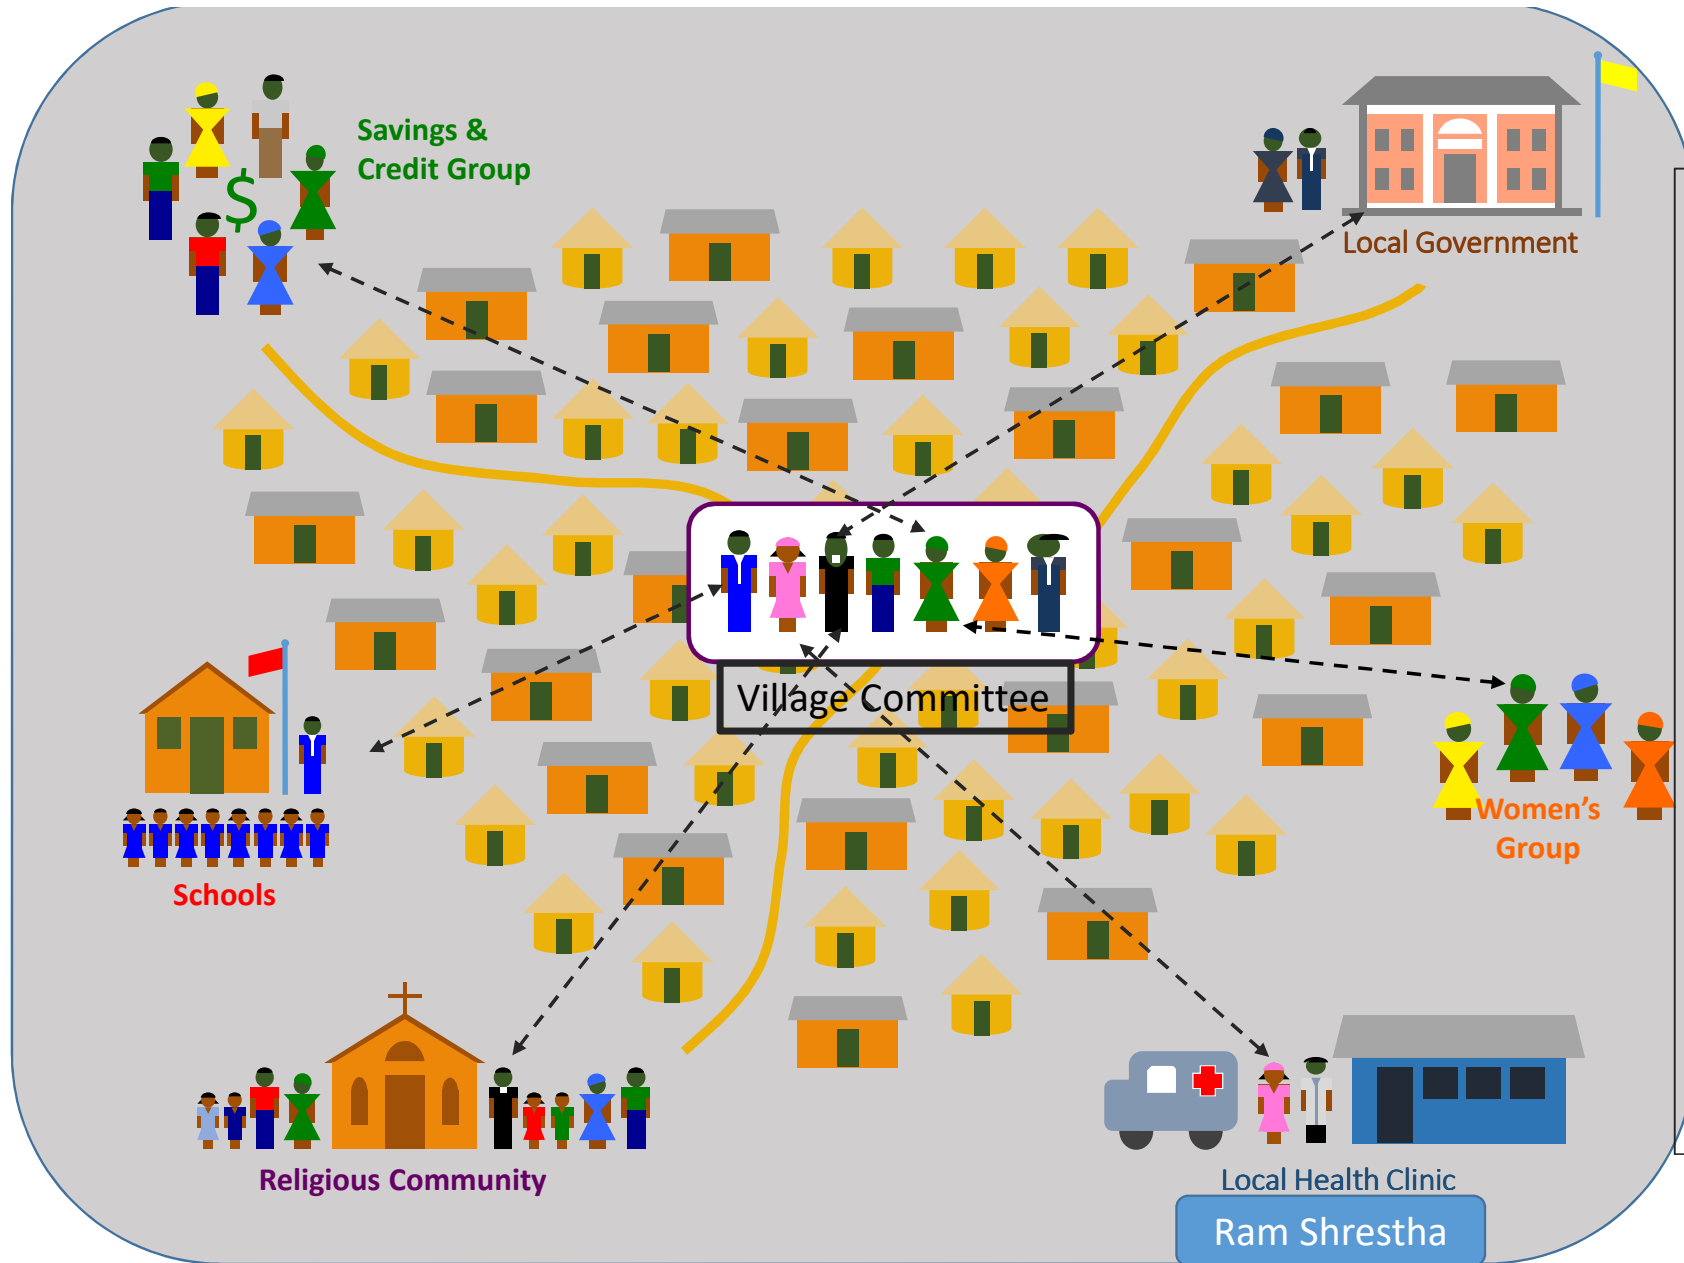 Savings &
Credit Group
$
Local Government
Village Committee
Women's
Group
Schools
Religious Community
Local Health Clinic
Ram Shrestha